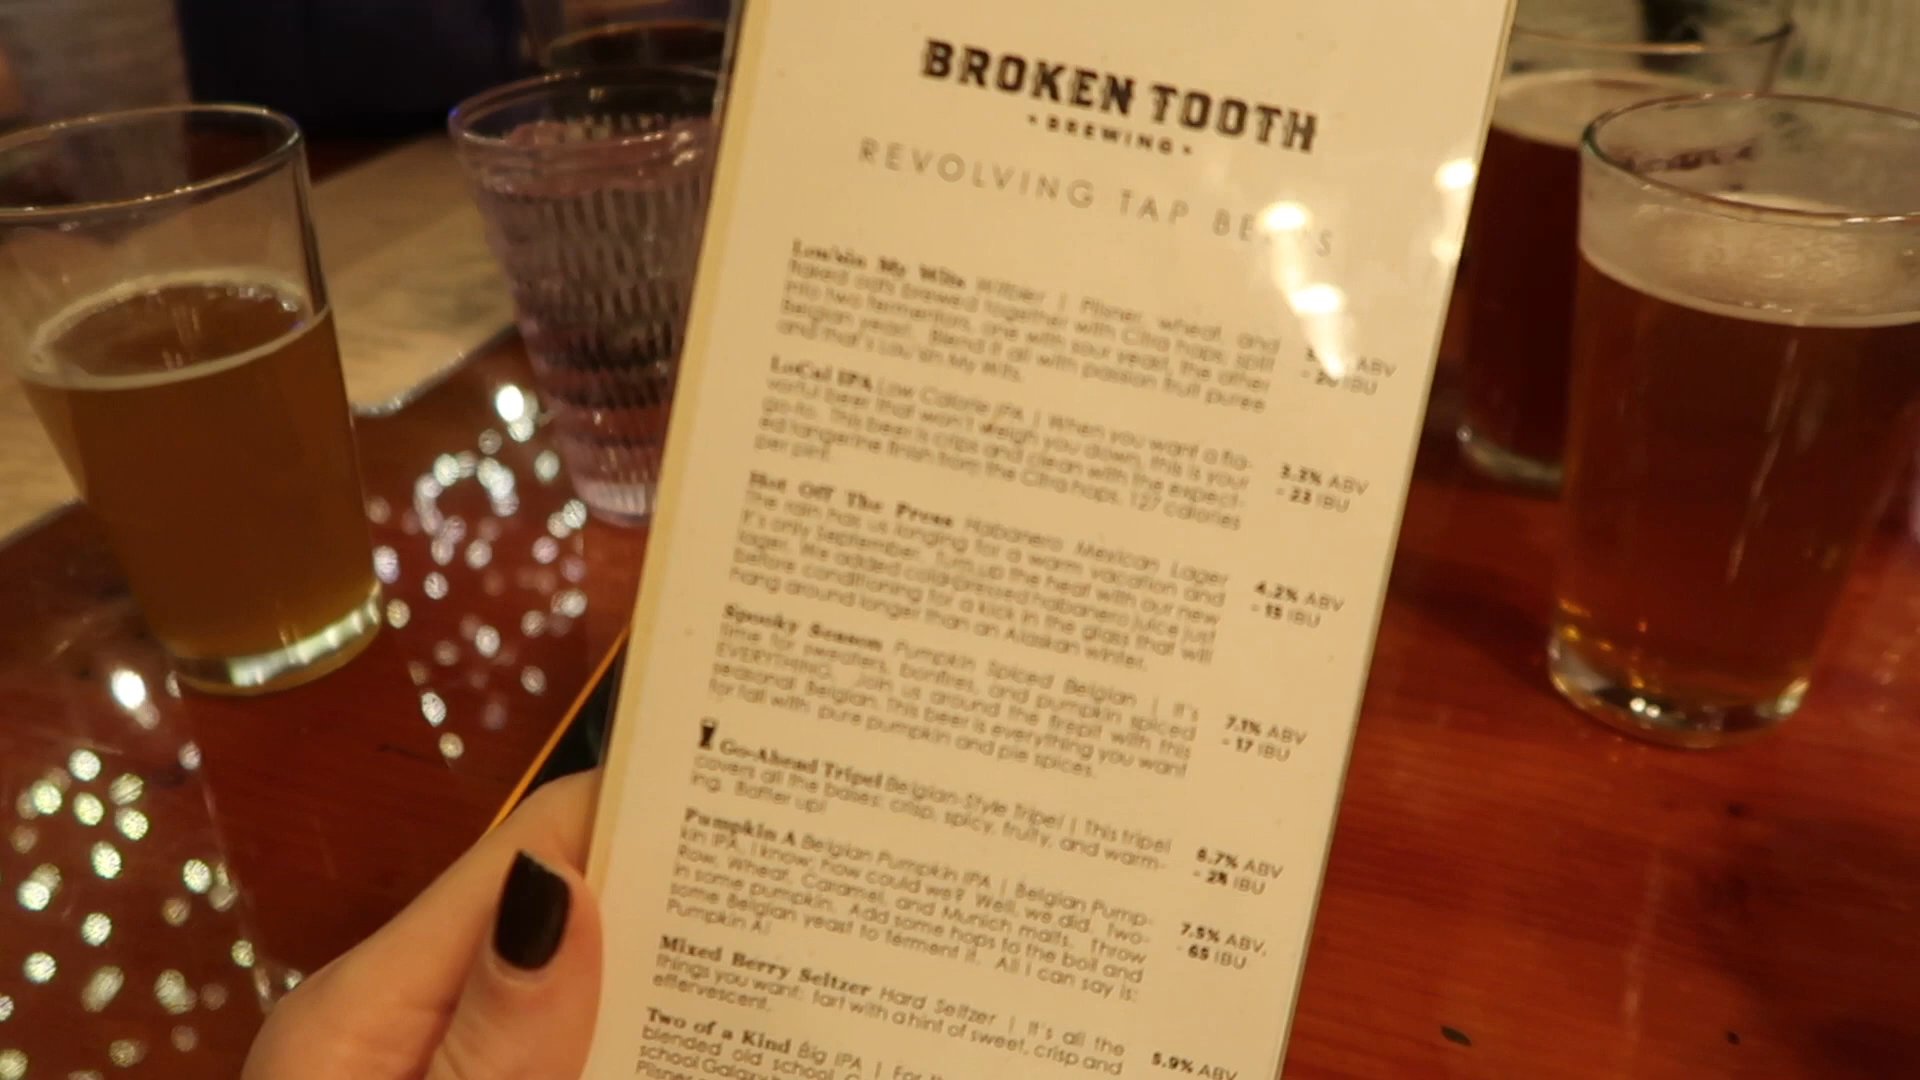 BROKEN TOOTH
• BREWING •
REVOLVING TAP BE S
Lou'sin My Wits Witbier | Pilsner, wheat, and
flaked oats brewed together with Citra hops, split
into two fermenters, one with sour yeast, the other
Belgian yeast. Blend it all with passion fruit puree
and that's Lou'sin My Wits.
ABV
- 20 IBU
LoCal IPA Low Calorie IPA | When you want a fla-
vorful beer that won't weigh you down, this is your
go-to. This beer is crips and clean with the expect-
ed tangerine finish from the Citra hops. 127 calories
per pint.
3.3% ABV
- 23 IBU
Hot Off The Press Habanero Mexican Lager
The rain has us longing for a warm vacation and
it's only September. Turn up the heat with our new
lager. We added cold-pressed habanero juice just
before conditioning for a kick in the glass that will
hang around longer than an Alaskan winter.
4.2% ABV
- 15 IBU
Spooky Season Pumpkin Spiced Belgian | It's
time for sweaters, bonfires, and pumpkin spiced
EVERYTHING. Join us around the firepit with this
seasonal Belgian. This beer is everything you want
for fall with pure pumpkin and pie spices.
7.1% ABV
- 17 IBU
Go-Ahead Tripel Belgian-Style Tripel | This tripel
covers all the bases: crisp, spicy, fruity, and warm-
ing. Batter up!
8.7% ABV
- 28 IBU
Pumpkin A Belgian Pumpkin IPA | Belgian Pump-
kin IPA, I know, how could we? Well, we did. Two-
Row, Wheat, Caramel, and Munich malts. Throw
in some pumpkin. Add some hops to the boil and
some Belgian yeast to ferment it. All I can say is:
Pumpkin A!
7.5% ABV,
- 65 IBU
Mixed Berry Seltzer Hard Seltzer | It's all the
things you want: tart with a hint of sweet, crisp and
effervescent.
5.9% ABV
Two of a Kind Big IPA | For
blended old school
school Galaxy
Pilsner